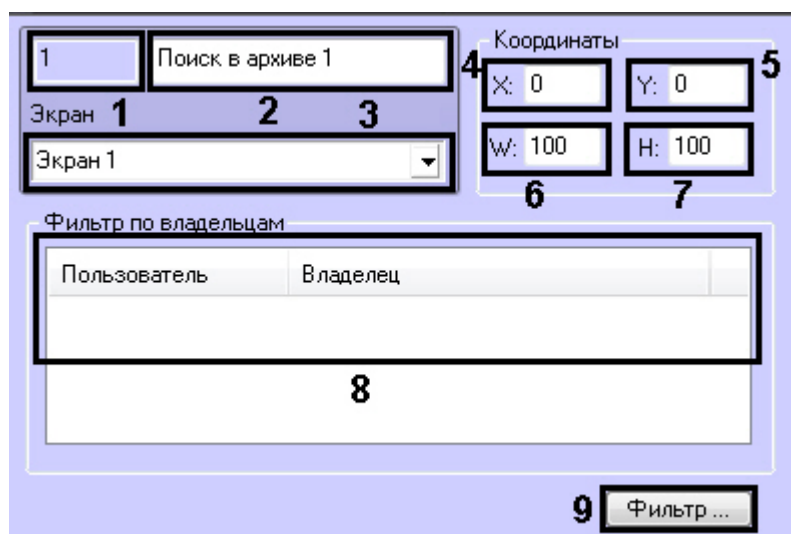 1 Поиск в архиве 1
Экран 1 2 3
Экран 1
Координаты
4 X: 0 Y: 0 5
W: 100 H: 100
6 7
Фильтр по владельцам
Пользователь Владелец
8
9 Фильтр ...